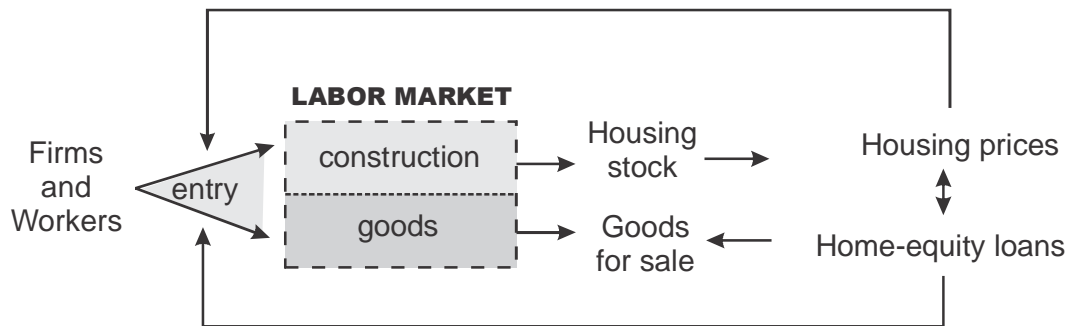 LABOR MARKET
Firms
and
Workers
entry
construction
goods
Housing
stock
Goods
for sale
Housing prices
Home-equity loans